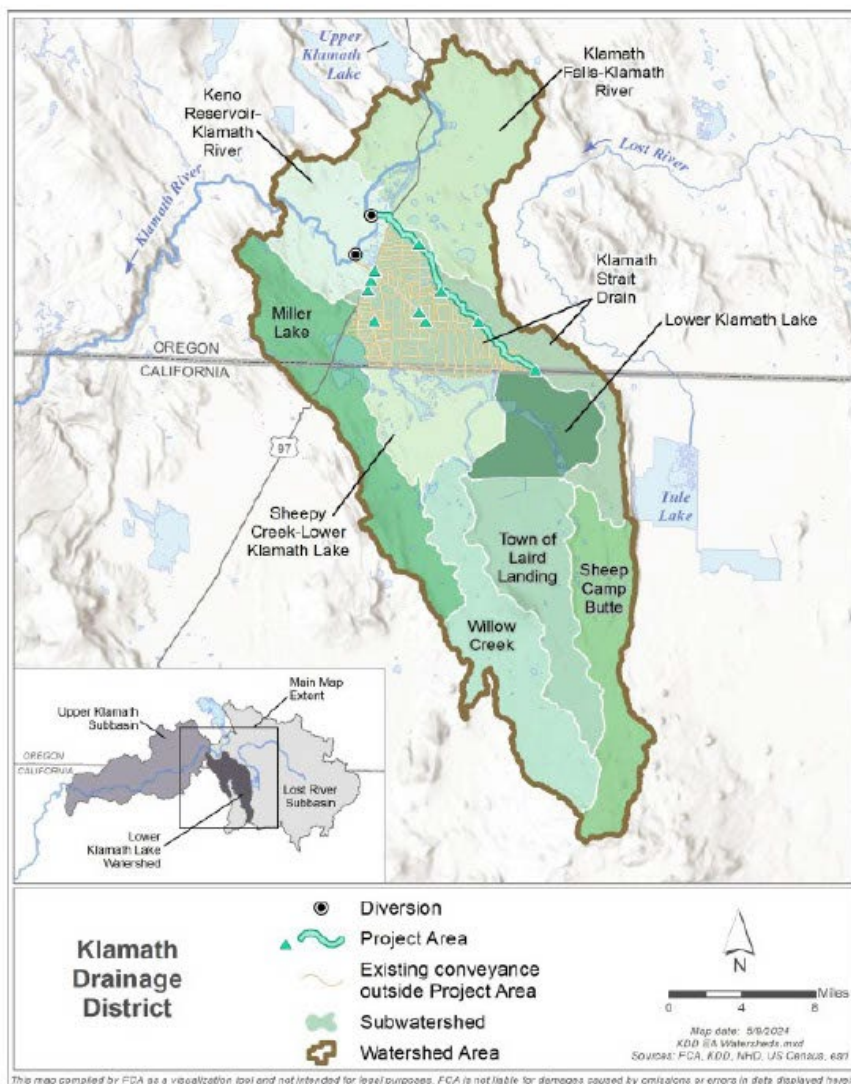 Upper
Klamath
Lake
Klamath
Falls-Klamath
River
Keno
Reservoir-
Klamath
River
Lost River
Klamath River
Klamath
Strait
Drain
Miller
Lake
Lower Klamath Lake
OREGON
CALIFORNIA
97
Tule
Lake
Sheepy
Creek-Lower
Klamath Lake
Town of
Laird
Landing
Sheep
Camp
Butte
Willow
Creek
Main Map
Extent
Upper Klamath
Subbasin
OREGON
CALIFORNIA
Lost River
Subbasin
Lower
Klamath Lake
Watershed
Klamath
Drainage
District
Diversion
Project Area
Existing conveyance
outside Project Area
Subwatershed
Watershed Area
N
Miles
0 2 4 8
Map date: 5/9/2024
KDD EA Watersheds.mxd
Sources: FCA, KDD, NHD, US Census, esri
This map compiled by FCA as a visualization tool and not intended for legal purposes. FCA is not liable for damages caused by omissions or errors in data displayed